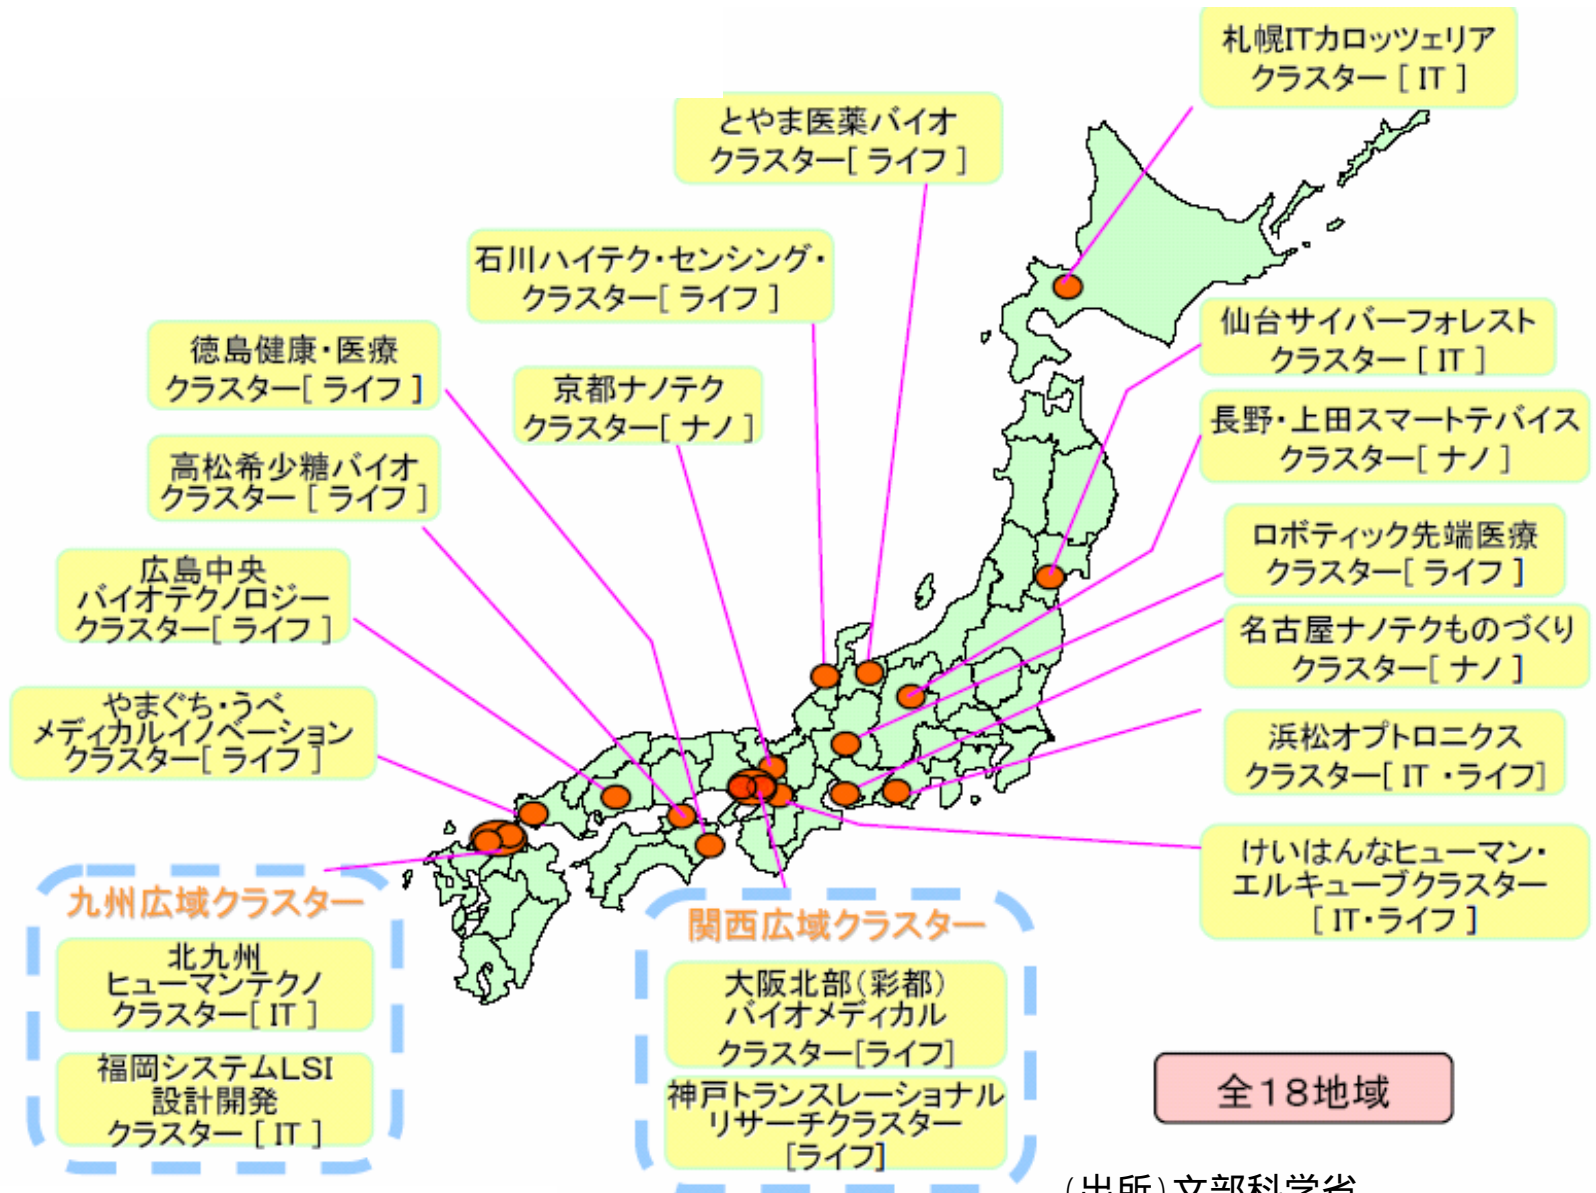 札幌ITカロッツェリア
クラスター [ IT ]
とやま医薬バイオ
クラスター[ ライフ ]
石川ハイテク・センシング・
クラスター[ ライフ ]
仙台サイバーフォレスト
クラスター [ IT ]
徳島健康・医療
クラスター[ ライフ ]
京都ナノテク
クラスター[ ナノ ]
長野・上田スマートデバイス
クラスター[ ナノ ]
高松希少糖バイオ
クラスター [ ライフ ]
ロボティック先端医療
クラスター[ ライフ ]
広島中央
バイオテクノロジー
クラスター[ ライフ ]
名古屋ナノテクものづくり
クラスター[ ナノ ]
やまぐち・うべ
メディカルイノベーション
クラスター[ ライフ ]
浜松オプトロニクス
クラスター[ IT ・ライフ]
けいはんなヒューマン・
エルキューブクラスター
[ IT・ライフ ]
九州広域クラスター
北九州
ヒューマンテクノ
クラスター[ IT ]
福岡システムLSI
設計開発
クラスター [ IT ]
関西広域クラスター
大阪北部(彩都)
バイオメディカル
クラスター[ライフ]
神戸トランスレーショナル
リサーチクラスター
[ライフ]
全18地域
(出所)文部科学省